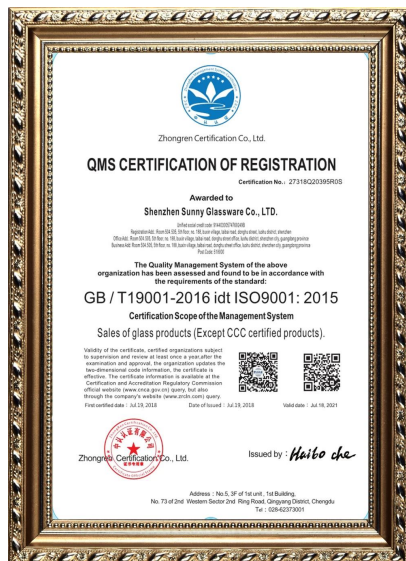 Zhongren Certification Co., Ltd.
QMS CERTIFICATION OF REGISTRATION
Certification No.: 27318Q20395R0S
Awarded to
Shenzhen Sunny Glassware Co., LTD.
The Quality Management System of the above
organization has been assessed and found to be in accordance with
the requirements of the standard:
GB / T19001-2016 idt ISO9001: 2015
Certification Scope of the Management System
Sales of glass products (Except CCC certified products).
Validity of the certificate, certified organizations subject
to supervision and review at least once a year.after the
examination and approval, the organization updates the
two-dimensional code information, the certificate is
effective. The certificate information is available at the
Certification and Accreditation Regulatory Commission
official website (www.cnca.gov.cn) query, but also
through the company's website (www.zrcln.com) query.
First certified date : Jul.19, 2018
Date of Issued : Jul.19, 2018
Valid date : Jul.18, 2021
Zhongren Certification Co., Ltd.
Issued by : Haibo che
Address : No.5, 3F of 1st unit , 1st Building,
No. 73 of 2nd Western Sector 2nd Ring Road, Qingyang District, Chengdu
Tel : 028-62373001